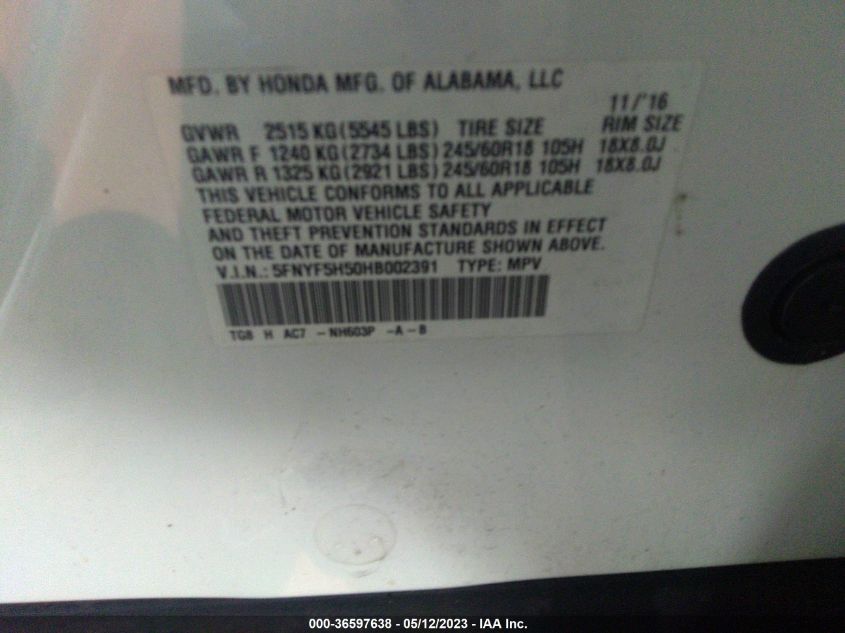 MFD. BY HONDA MFG. OF ALABAMA, LLC
11/'16
GVWR 2515 KG (5545 LBS) TIRE SIZE RIM SIZE
GAWR F 1240 KG (2734 LBS) 245/60R18 105H 18X8.0J
GAWR R 1325 KG (2921 LBS) 245/60R18 105H 18X8.0J
THIS VEHICLE CONFORMS TO ALL APPLICABLE
FEDERAL MOTOR VEHICLE SAFETY
AND THEFT PREVENTION STANDARDS IN EFFECT
ON THE DATE OF MANUFACTURE SHOWN ABOVE.
V.I.N.: 5FNYF5H50HB002391 TYPE: MPV
TG8 H AC7 -NH603P -A-B
000-36597638 - 05/12/2023 - IAA Inc.